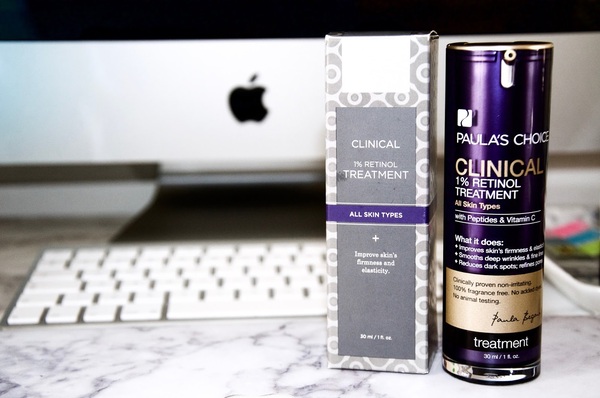 CLINICAL
1% RETINOL
TREATMENT
ALL SKIN TYPES
+
Improve skin's
firmness and
elasticity.
30 ml / 1 fl. oz.
PAULA'S CHOICE
CLINICAL
1% RETINOL
TREATMENT
All Skin Types
with Peptides & Vitamin C
What it does:
• Improves skin's firmness &
• Smooths deep wrinkles & fine
• Reduces dark spots; refines
Clinically proven non-irritating.
100% fragrance free. No added
No animal testing.
Paula
treatment
30 ml / 1 fl. oz.